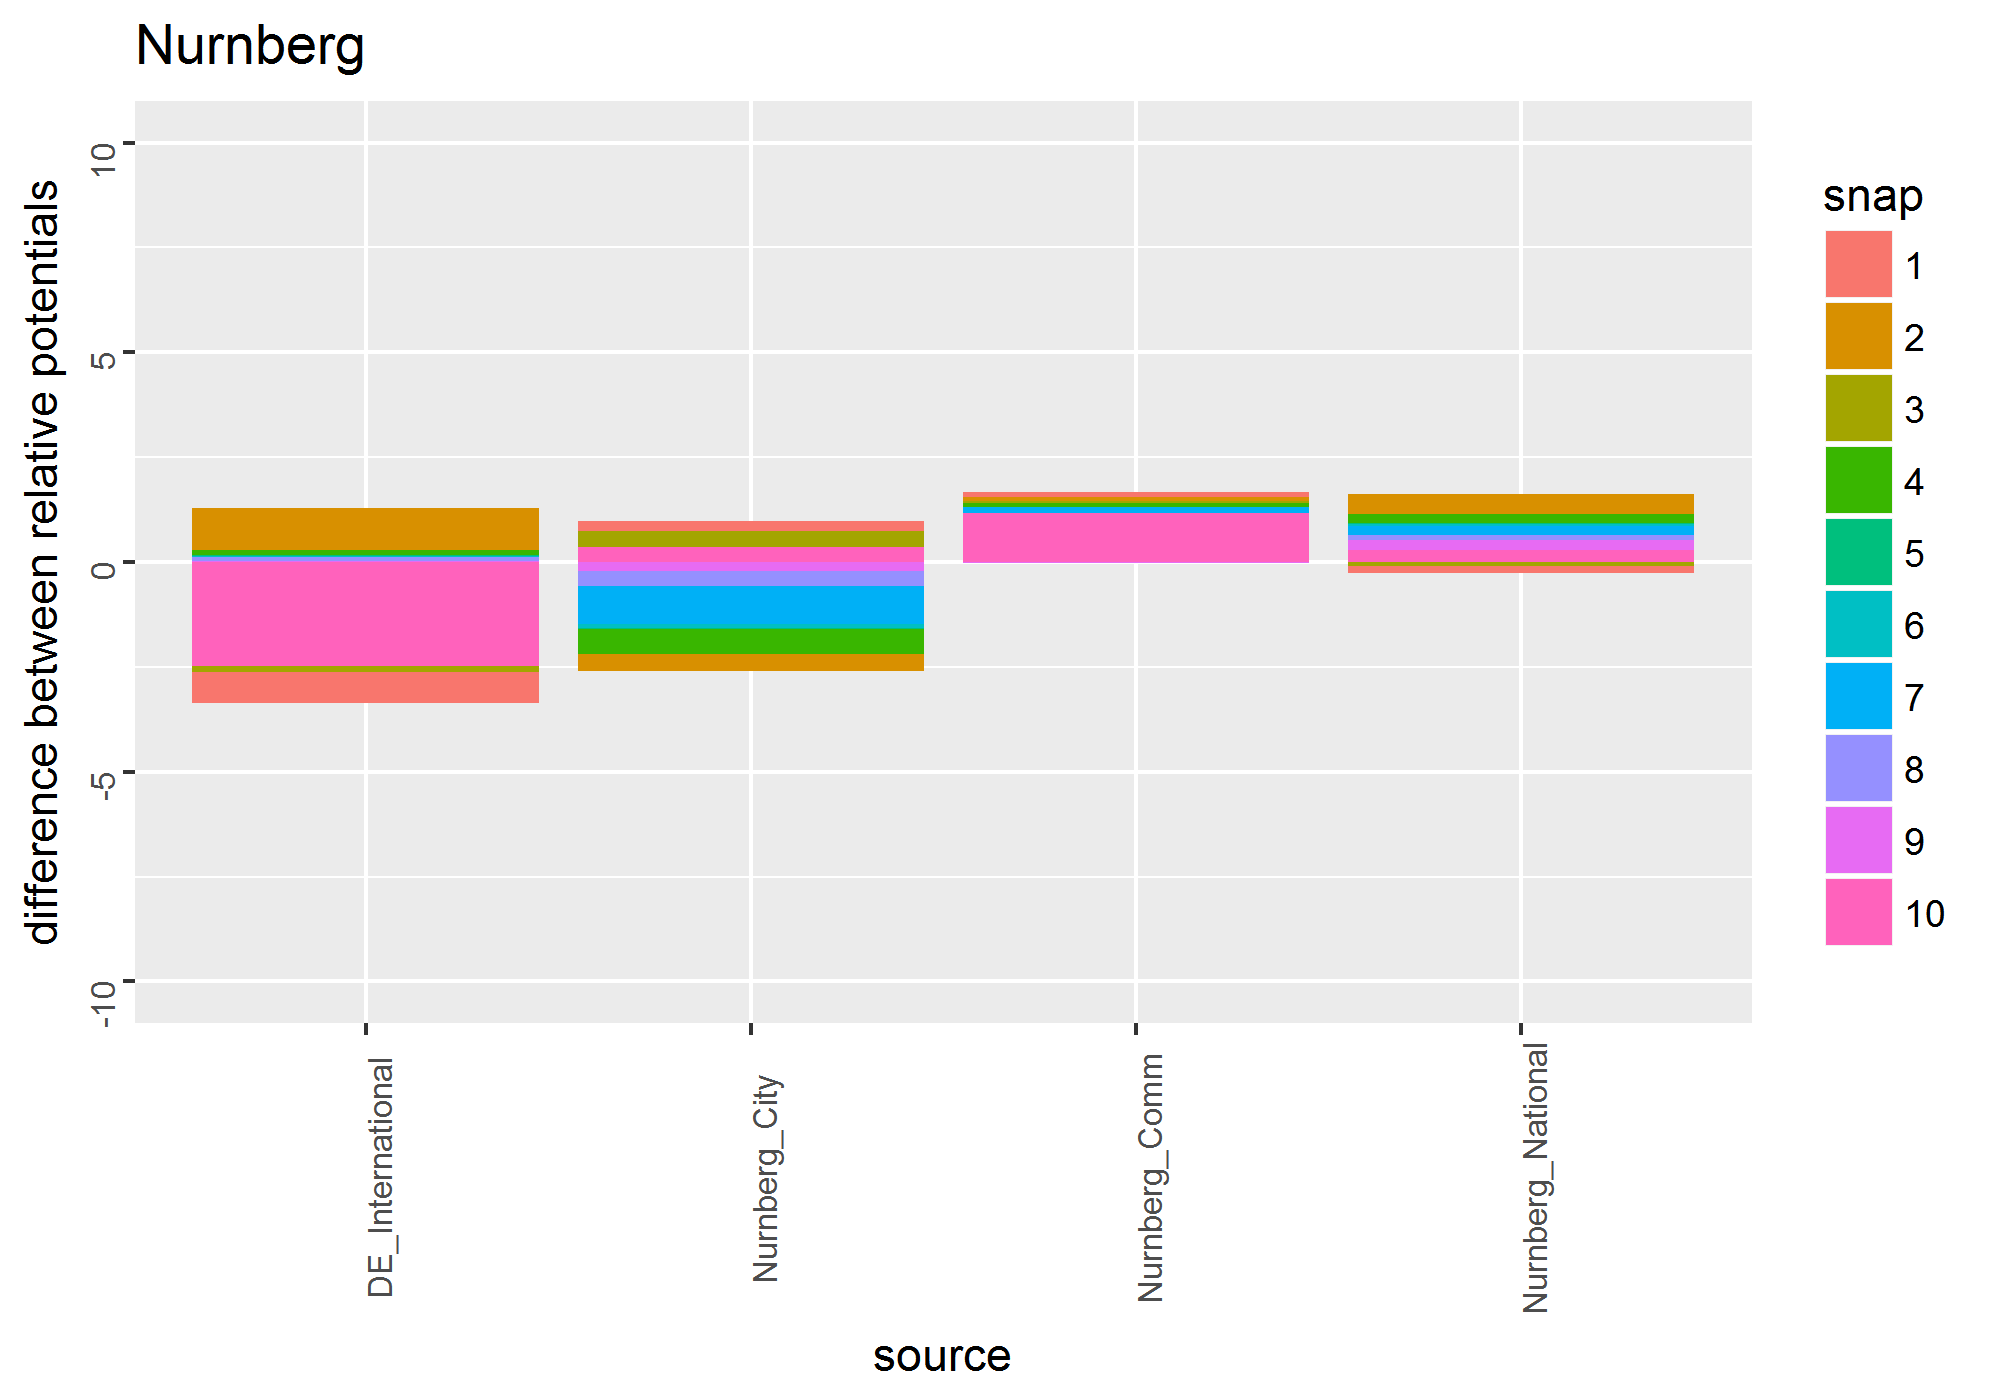 Nurnberg
difference between relative potentials
10
5
0
-5
-10
DE_International
Nurnberg_City
Nurnberg_Comm
Nurnberg_National
source
snap
1
2
3
4
5
6
7
8
9
10